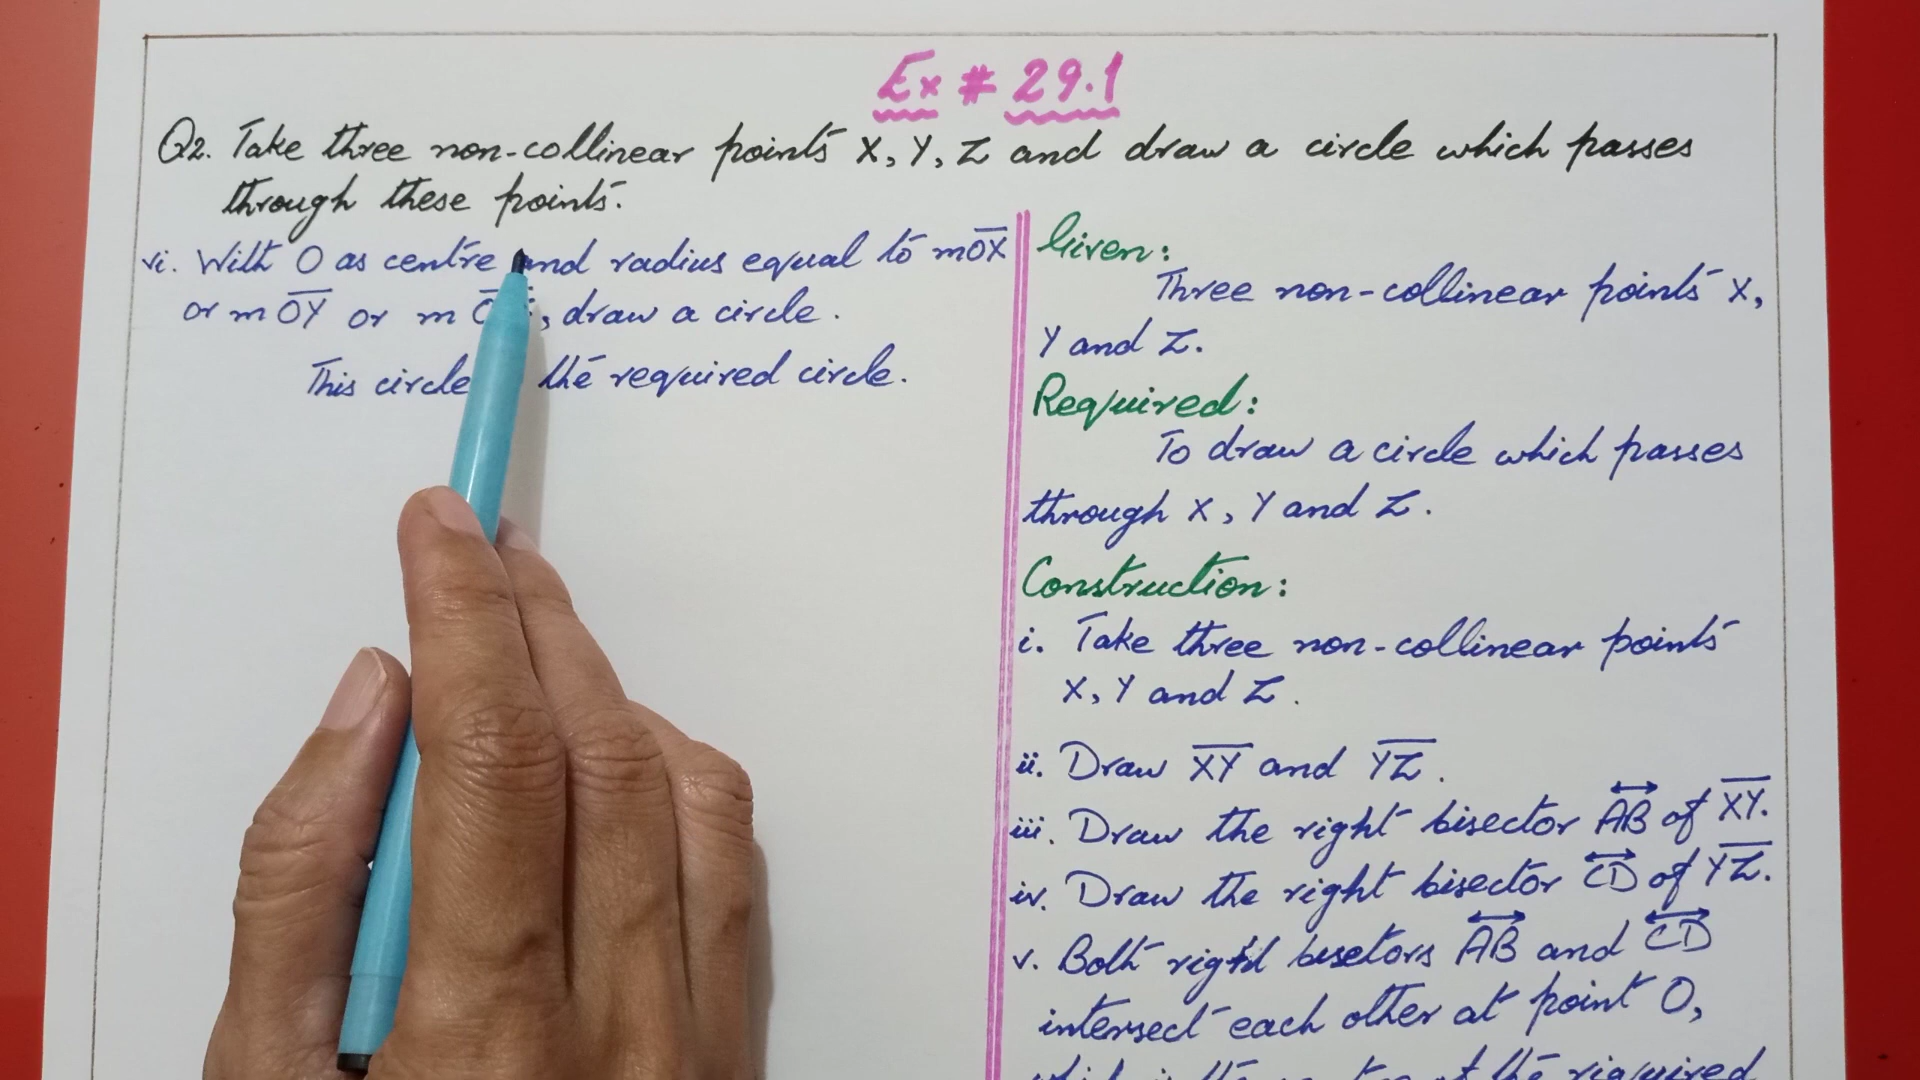 Ex # 29.1
Q2. Take three non-collinear points X, Y, Z and draw a circle which passes
through these points.
vi. With O as centre and radius equal to mOX
or mOY or m O , draw a circle.
This circle the required circle.
Given:
Three non-collinear points X,
Y and Z.
Required:
To draw a circle which passes
through X, Y and Z.
Construction:
i. Take three non-collinear points
X, Y and Z.
ii. Draw XY and YZ.
iii. Draw the right bisector AB of XY.
iv. Draw the right bisector CD of YZ.
v. Both right bisetors AB and CD
intersect each other at point O,